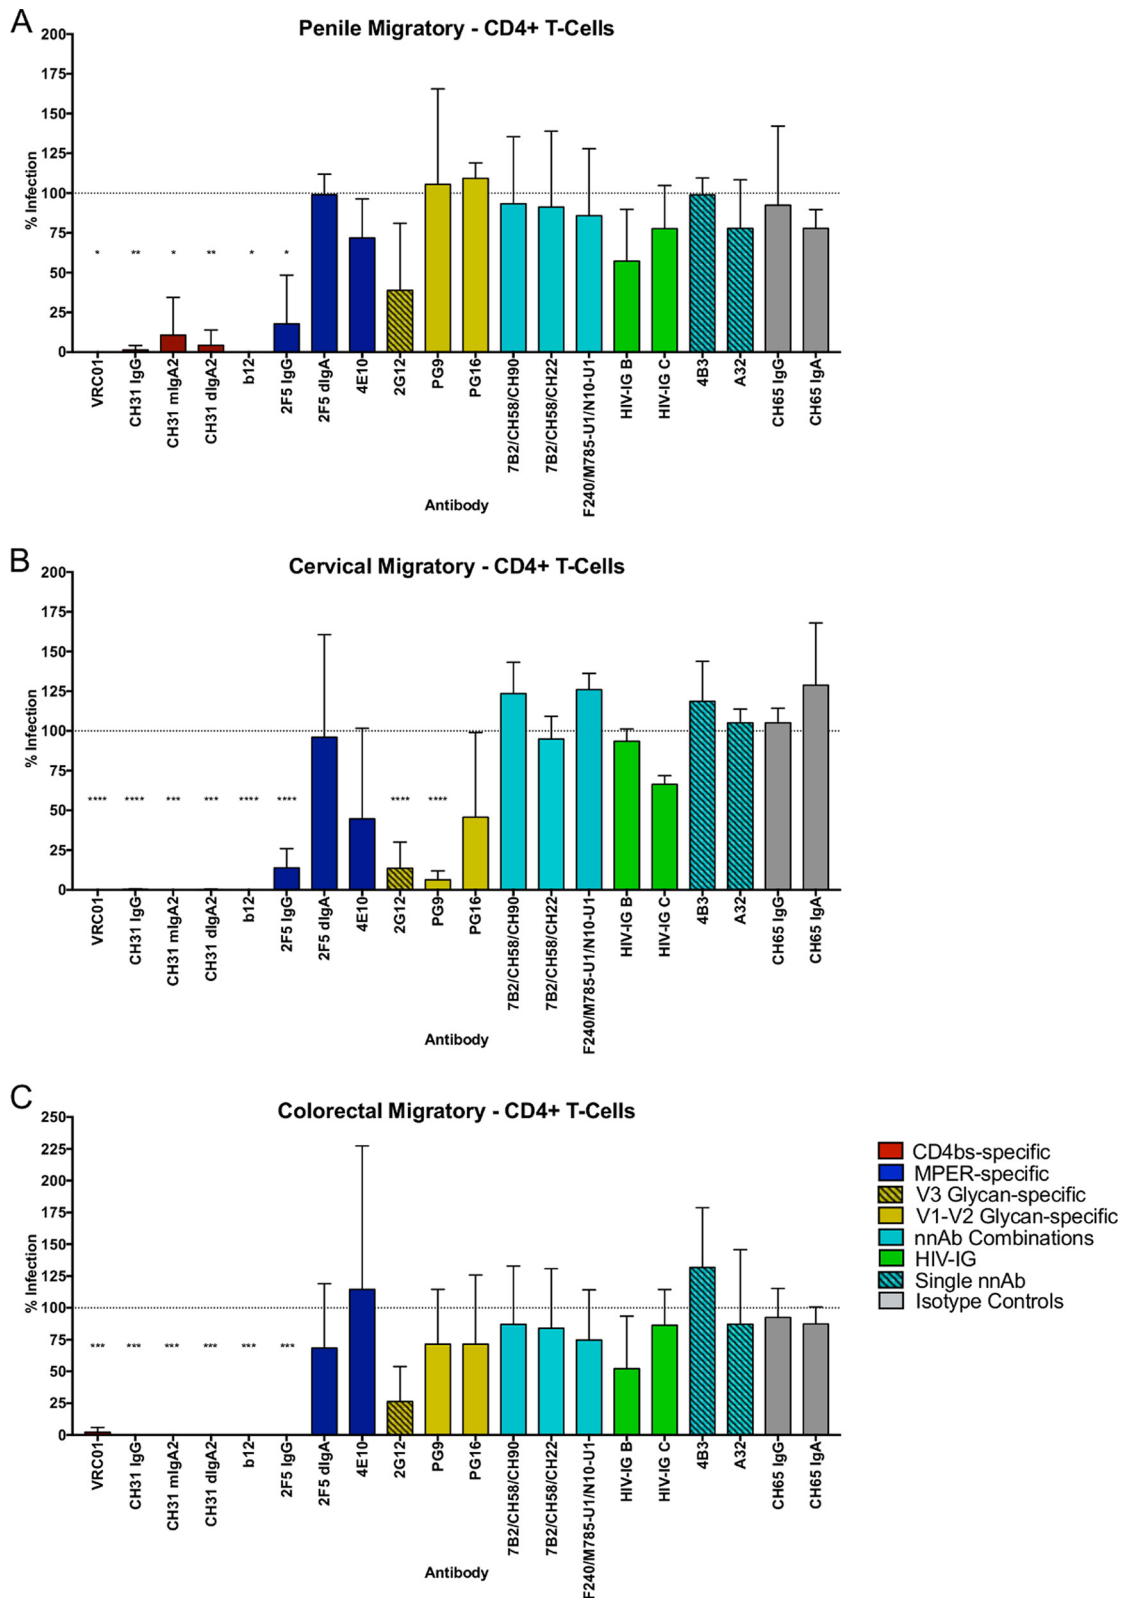 A
Penile Migratory - CD4+ T-Cells
200
175
150
125
100
75
50
25
0
% Infection
* ** * ** * *
VRC01
CH31 IgG
CH31 mIgA2
CH31 dIgA2
b12
2F5 IgG
2F5 dIgA
4E10
2G12
PG9
PG16
7B2/CH58/CH90
7B2/CH58/CH22
F240/M785-U1/N10-U1
HIV-IG B
HIV-IG C
4B3
A32
CH65 IgG
CH65 IgA
Antibody
B
Cervical Migratory - CD4+ T-Cells
200
175
150
125
100
75
50
25
0
% Infection
**** **** *** *** **** **** **** ****
VRC01
CH31 IgG
CH31 mIgA2
CH31 dIgA2
b12
2F5 IgG
2F5 dIgA
4E10
2G12
PG9
PG16
7B2/CH58/CH90
7B2/CH58/CH22
F240/M785-U1/N10-U1
HIV-IG B
HIV-IG C
4B3
A32
CH65 IgG
CH65 IgA
Antibody
C
Colorectal Migratory - CD4+ T-Cells
250
225
200
175
150
125
100
75
50
25
0
% Infection
*** *** *** *** *** ***
VRC01
CH31 IgG
CH31 mIgA2
CH31 dIgA2
b12
2F5 IgG
2F5 dIgA
4E10
2G12
PG9
PG16
7B2/CH58/CH90
7B2/CH58/CH22
F240/M785-U1/N10-U1
HIV-IG B
HIV-IG C
4B3
A32
CH65 IgG
CH65 IgA
Antibody
CD4bs-specific
MPER-specific
V3 Glycan-specific
V1-V2 Glycan-specific
nnAb Combinations
HIV-IG
Single nnAb
Isotype Controls